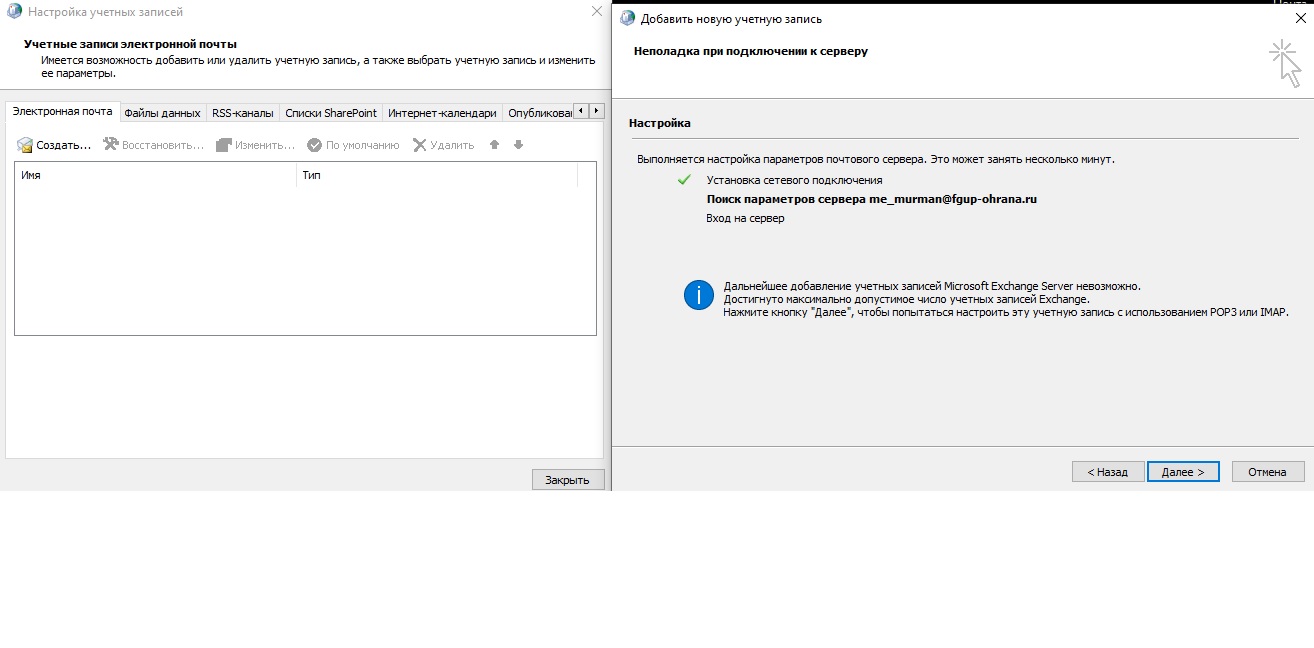 Настройка учетных записей
Учетные записи электронной почты
Имеется возможность добавить или удалить учетную запись, а также выбрать учетную запись и изменить
ее параметры.
Электронная почта
Файлы данных
RSS-каналы
Списки SharePoint
Интернет-календари
Опубликова
Создать...
Восстановить...
Изменить...
По умолчанию
Удалить
Имя
Тип
Закрыть
Добавить новую учетную запись
Неполадка при подключении к серверу
Настройка
Выполняется настройка параметров почтового сервера. Это может занять несколько минут.
Установка сетевого подключения
Поиск параметров сервера me_murman@fgup-ohrana.ru
Вход на сервер
Дальнейшее добавление учетных записей Microsoft Exchange Server невозможно.
Достигнуто максимально допустимое число учетных записей Exchange.
Нажмите кнопку "Далее", чтобы попытаться настроить эту учетную запись с использованием POP3 или IMAP.
< Назад
Далее >
Отмена